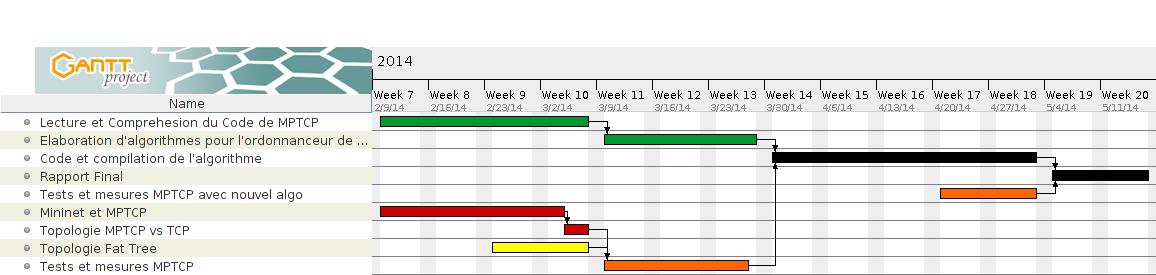 GANTT
project
2014
Name
Week 7 Week 8 Week 9 Week 10 Week 11 Week 12 Week 13 Week 14 Week 15 Week 16 Week 17 Week 18 Week 19 Week 20
2/9/14 2/16/14 2/23/14 3/2/14 3/9/14 3/16/14 3/23/14 3/30/14 4/6/14 4/13/14 4/20/14 4/27/14 5/4/14 5/11/14
Lecture et Comprehesion du Code de MPTCP
Elaboration d'algorithmes pour l'ordonnanceur de ...
Code et compilation de l'algorithme
Rapport Final
Tests et mesures MPTCP avec nouvel algo
Mininet et MPTCP
Topologie MPTCP vs TCP
Topologie Fat Tree
Tests et mesures MPTCP